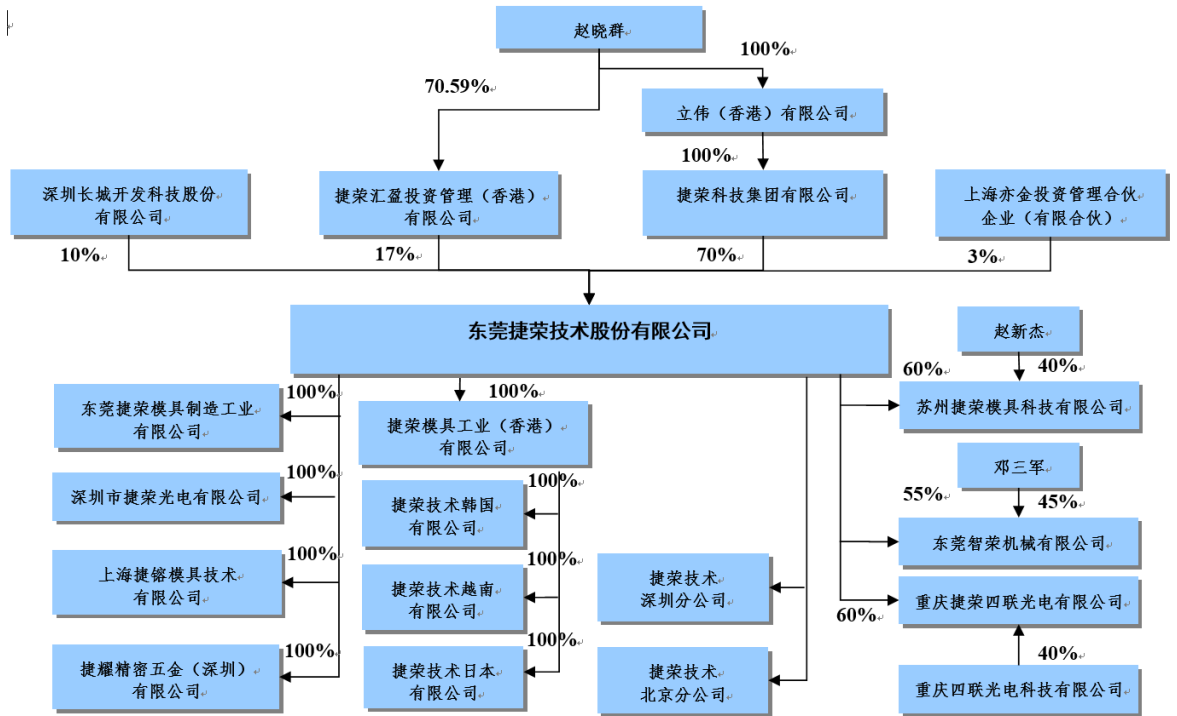 赵晓群
100%
70.59%
立伟（香港）有限公司
100%
深圳长城开发科技股份
有限公司
捷荣汇盈投资管理（香港）
有限公司
捷荣科技集团有限公司
上海亦金投资管理合伙
企业（有限合伙）
10%
17%
70%
3%
东莞捷荣技术股份有限公司
赵新杰
60%
40%
100%
100%
东莞捷荣模具制造工业
有限公司
捷荣模具工业（香港）
有限公司
苏州捷荣模具科技有限公司
邓三军
100%
100%
55%
45%
深圳市捷荣光电有限公司
捷荣技术韩国
有限公司
东莞智荣机械有限公司
100%
100%
上海捷镕模具技术
有限公司
捷荣技术越南
有限公司
捷荣技术
深圳分公司
重庆捷荣四联光电有限公司
60%
100%
100%
40%
捷耀精密五金（深圳）
有限公司
捷荣技术日本
有限公司
捷荣技术
北京分公司
重庆四联光电科技有限公司